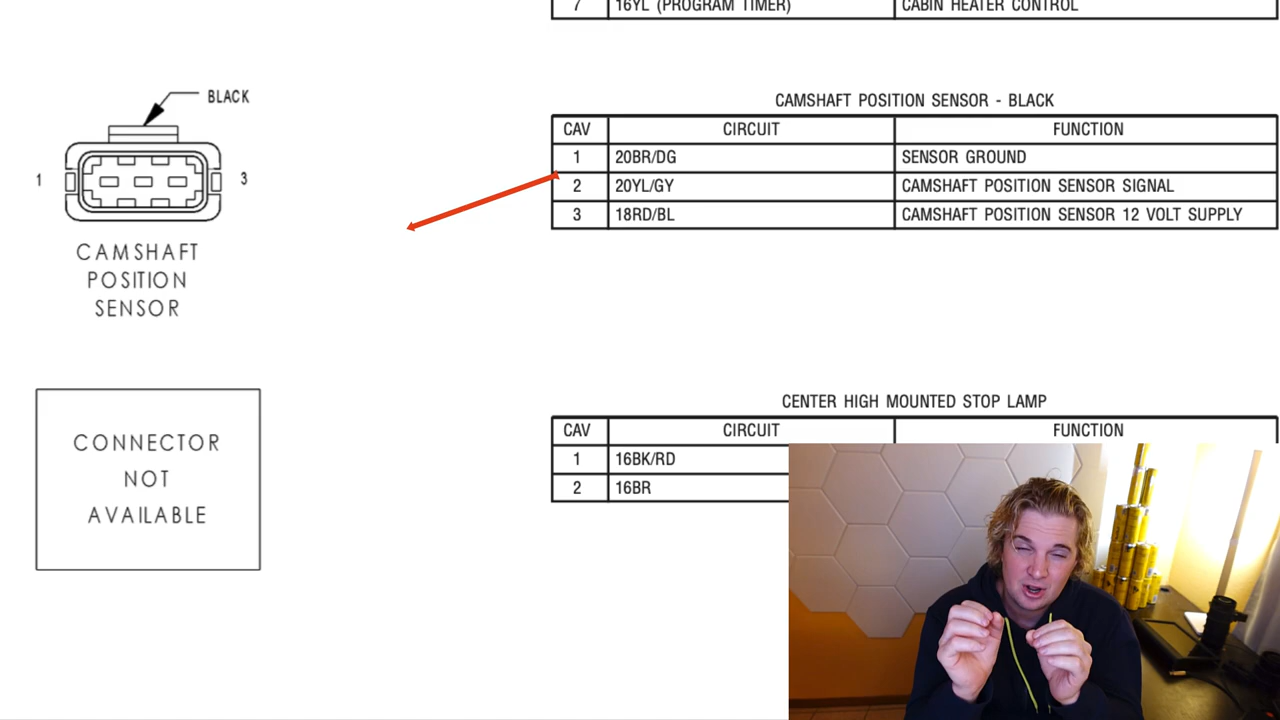 7 16YL (PROGRAM TIMER) CABIN HEATER CONTROL
BLACK
1 3
CAMSHAFT
POSITION
SENSOR
CAMSHAFT POSITION SENSOR - BLACK
CAV CIRCUIT FUNCTION
1 20BR/DG SENSOR GROUND
2 20YL/GY CAMSHAFT POSITION SENSOR SIGNAL
3 18RD/BL CAMSHAFT POSITION SENSOR 12 VOLT SUPPLY
CONNECTOR
NOT
AVAILABLE
CENTER HIGH MOUNTED STOP LAMP
CAV CIRCUIT FUNCTION
1 16BK/RD
2 16BR